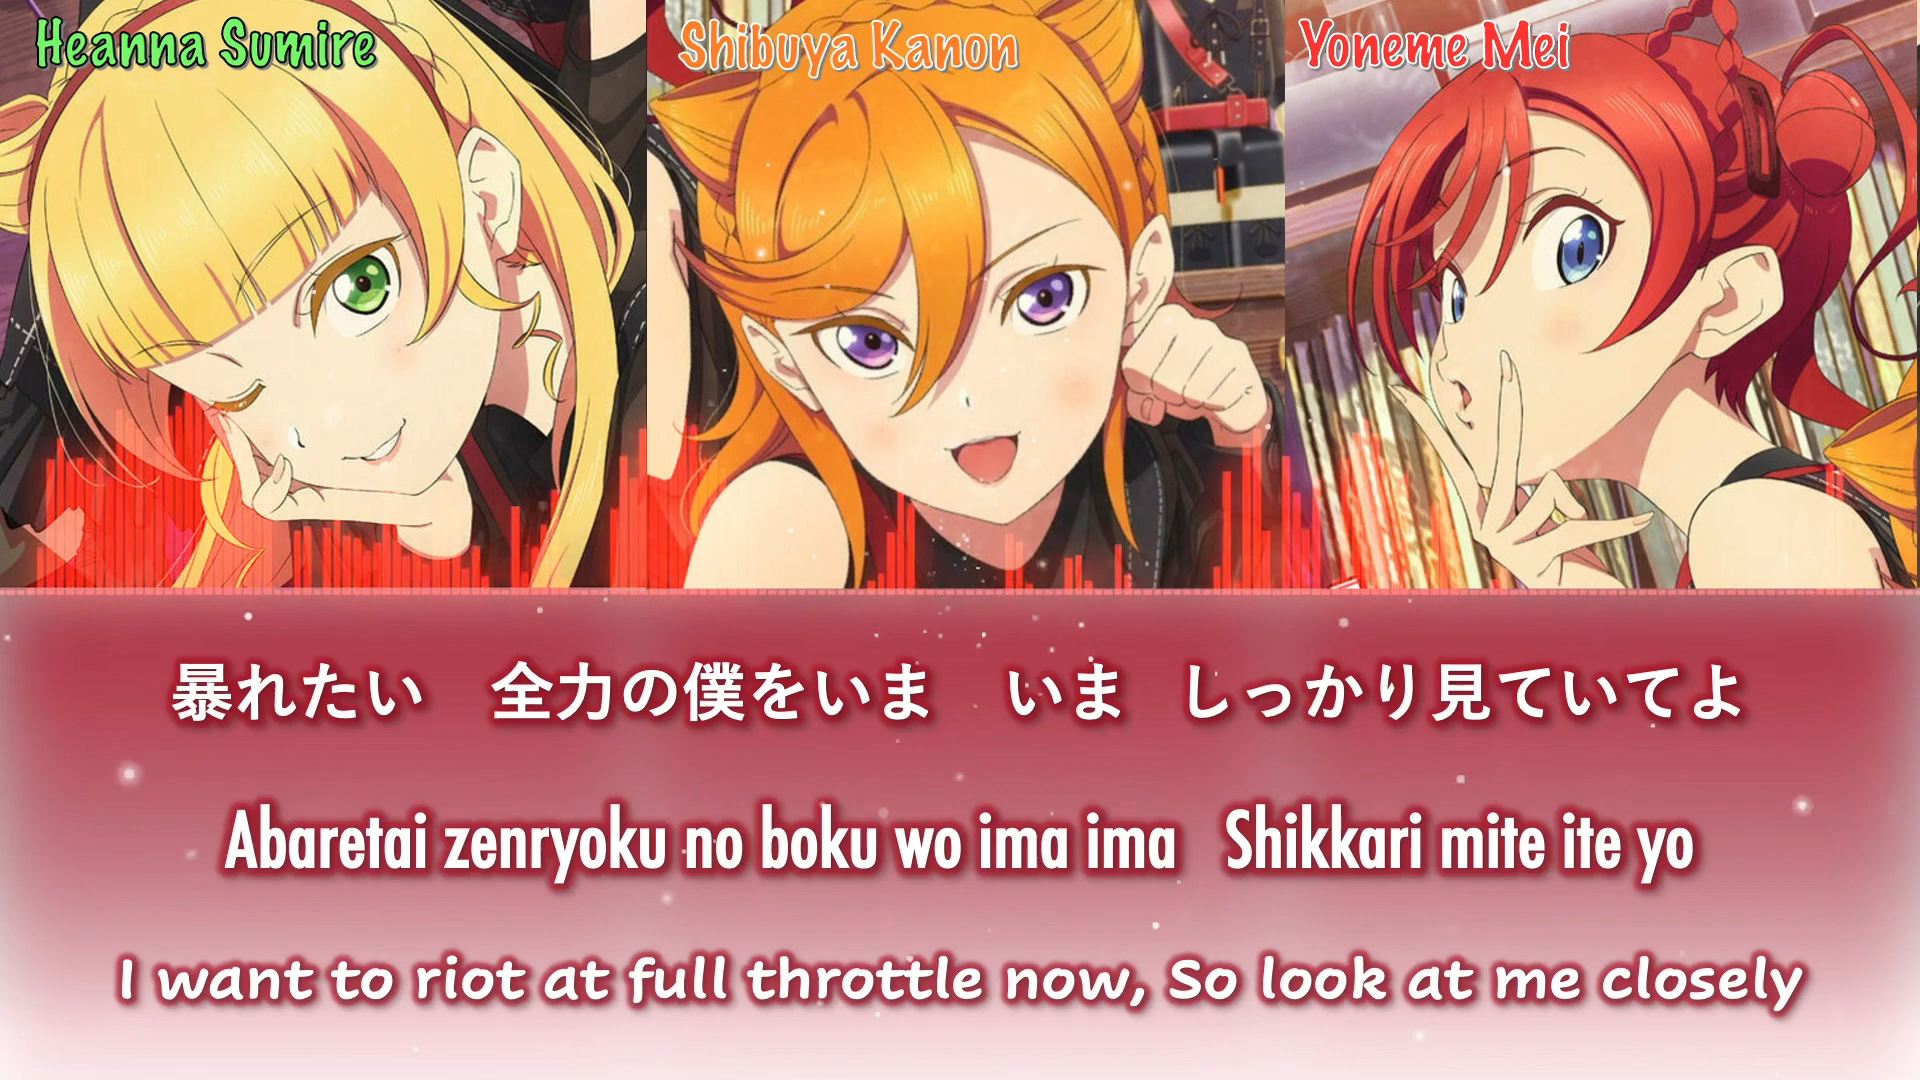 Heanna Sumire
Shibuya Kanon
Yoneme Mei
暴れたい　全力の僕をいま　いま　しっかり見ていてよ
Abaretai zenryoku no boku wo ima ima Shikkari mite ite yo
I want to riot at full throttle now, So look at me closely